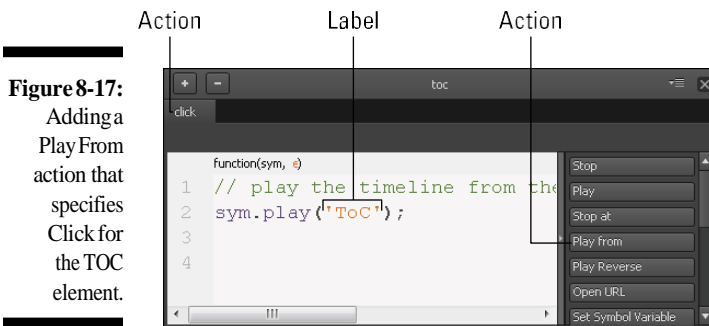 Action Label Action
Figure 8-17:
Adding a
Play From
action that
specifies
Click for
the TOC
element.
+ - toc
click
function(sym, e)
1 // play the timeline from the
2 sym.play('ToC');
3
4
Stop
Play
Stop at
Play from
Play Reverse
Open URL
Set Symbol Variable